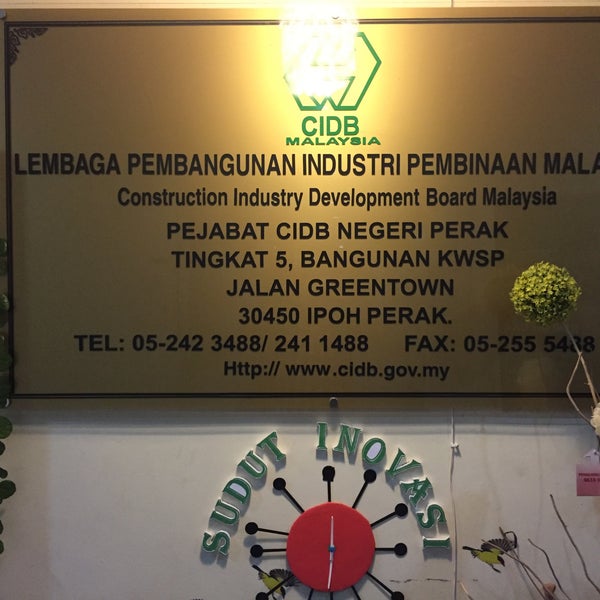 CIDB
MALAYSIA
LEMBAGA PEMBANGUNAN INDUSTRI PEMBINAAN MALA
Construction Industry Development Board Malaysia
PEJABAT CIDB NEGERI PERAK
TINGKAT 5, BANGUNAN KWSP
JALAN GREENTOWN
30450 IPOH PERAK.
TEL: 05-242 3488/ 241 1488 FAX: 05-255 5488
Http:// www.cidb.gov.my
SUDUT INOVASI